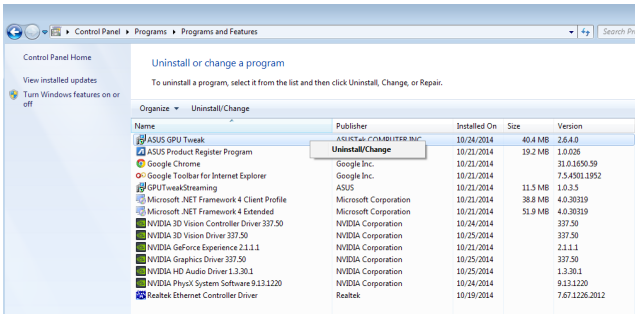 Control Panel ▸ Programs ▸ Programs and Features
Search Pr
Control Panel Home
View installed updates
Turn Windows features on or
off
Uninstall or change a program
To uninstall a program, select it from the list and then click Uninstall, Change, or Repair.
Organize Uninstall/Change
Name Publisher Installed On Size Version
ASUS GPU Tweak ASUSTek COMPUTER INC. 10/24/2014 40.4 MB 2.6.4.0
Uninstall/Change
ASUS Product Register Program 10/21/2014 19.2 MB 1.0.026
Google Chrome Google Inc. 10/21/2014 31.0.1650.59
Google Toolbar for Internet Explorer Google Inc. 10/21/2014 7.5.4501.1952
GPUTweakStreaming ASUS 10/21/2014 11.5 MB 1.0.3.5
Microsoft .NET Framework 4 Client Profile Microsoft Corporation 10/21/2014 38.8 MB 4.0.30319
Microsoft .NET Framework 4 Extended Microsoft Corporation 10/21/2014 51.9 MB 4.0.30319
NVIDIA 3D Vision Controller Driver 337.50 NVIDIA Corporation 10/24/2014 337.50
NVIDIA 3D Vision Driver 337.50 NVIDIA Corporation 10/25/2014 337.50
NVIDIA GeForce Experience 2.1.1.1 NVIDIA Corporation 10/21/2014 2.1.1.1
NVIDIA Graphics Driver 337.50 NVIDIA Corporation 10/25/2014 337.50
NVIDIA HD Audio Driver 1.3.30.1 NVIDIA Corporation 10/25/2014 1.3.30.1
NVIDIA PhysX System Software 9.13.1220 NVIDIA Corporation 10/24/2014 9.13.1220
Realtek Ethernet Controller Driver Realtek 10/19/2014 7.67.1226.2012